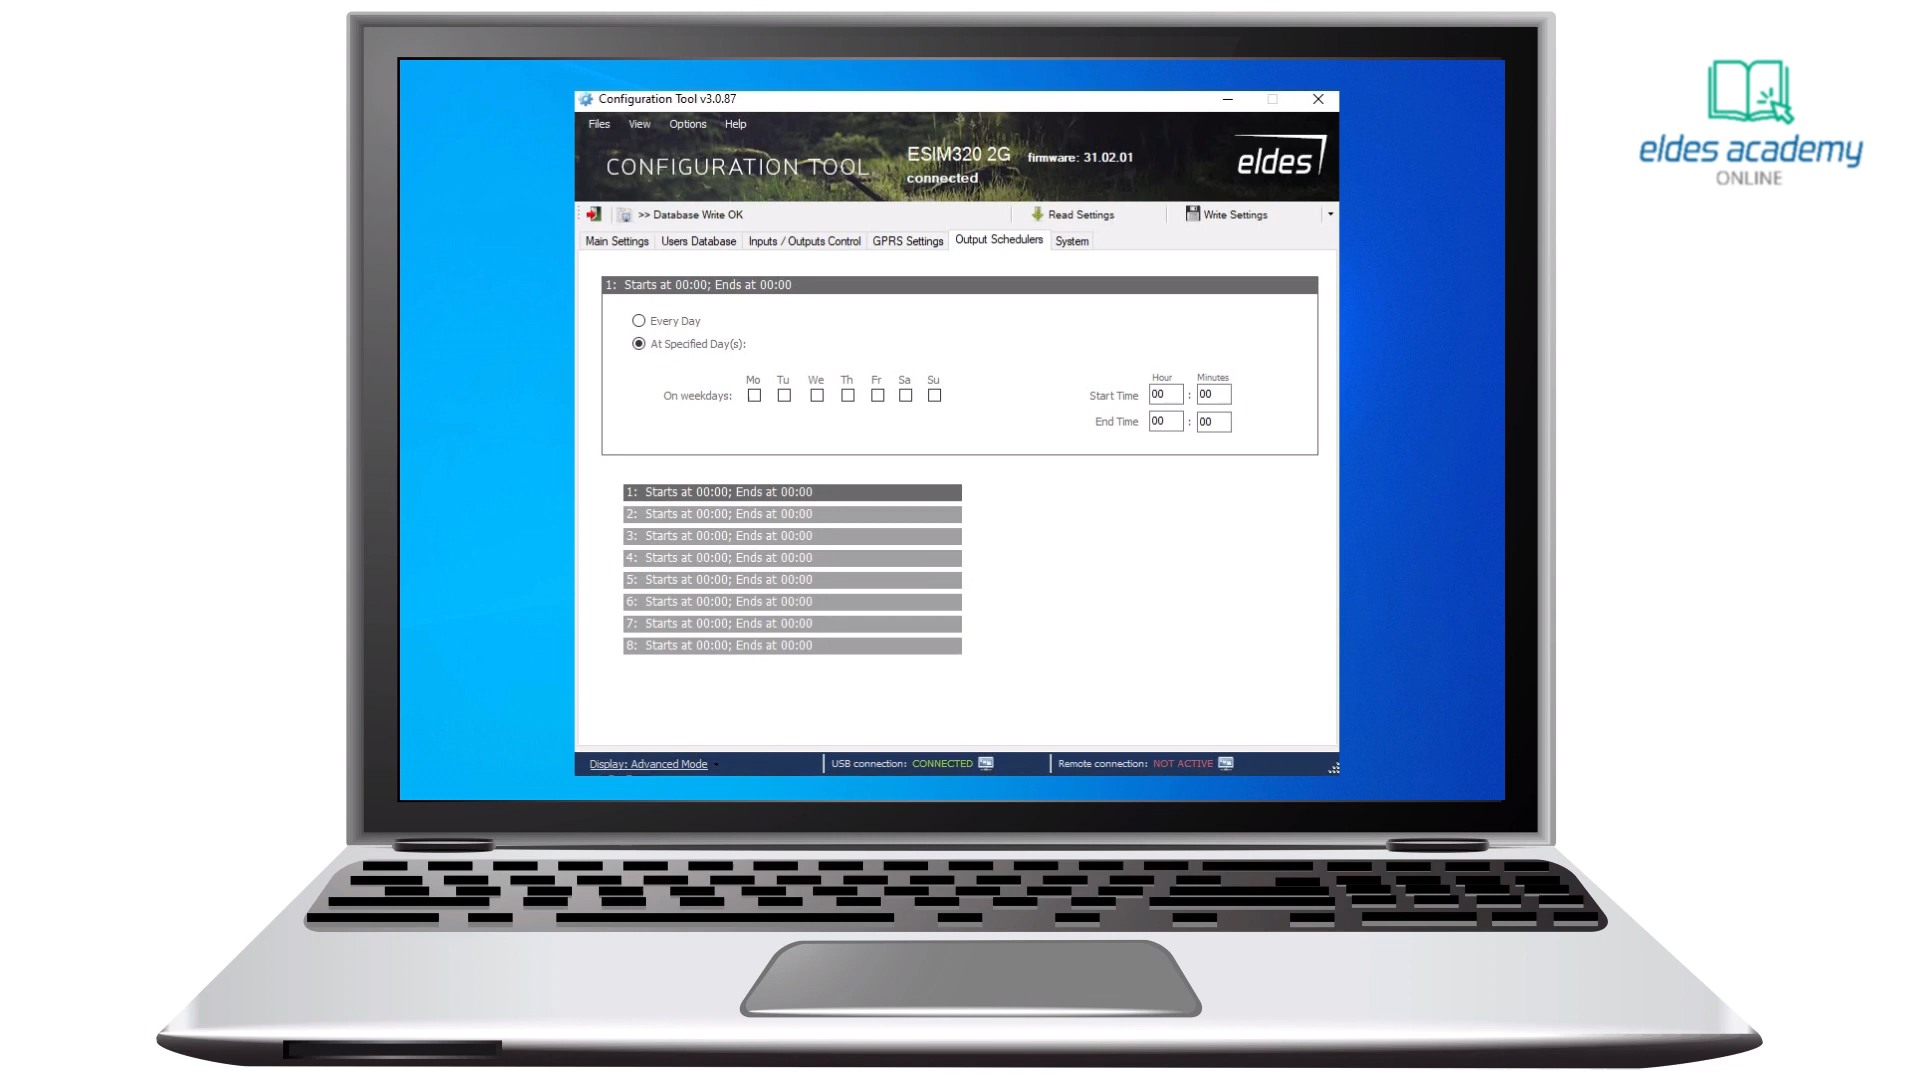 Configuration Tool v3.0.87
Files View Options Help
CONFIGURATION TOOL
ESIM320 2G firmware: 31.02.01
connected
eldes
>> Database Write OK
Read Settings
Write Settings
Main Settings Users Database Inputs / Outputs Control GPRS Settings Output Schedulers System
1: Starts at 00:00; Ends at 00:00
Every Day
At Specified Day(s):
Mo Tu We Th Fr Sa Su
On weekdays:
Hour Minutes
Start Time 00 : 00
End Time 00 : 00
1: Starts at 00:00; Ends at 00:00
2: Starts at 00:00; Ends at 00:00
3: Starts at 00:00; Ends at 00:00
4: Starts at 00:00; Ends at 00:00
5: Starts at 00:00; Ends at 00:00
6: Starts at 00:00; Ends at 00:00
7: Starts at 00:00; Ends at 00:00
8: Starts at 00:00; Ends at 00:00
Display: Advanced Mode
USB connection: CONNECTED
Remote connection: NOT ACTIVE
eldes academy
ONLINE